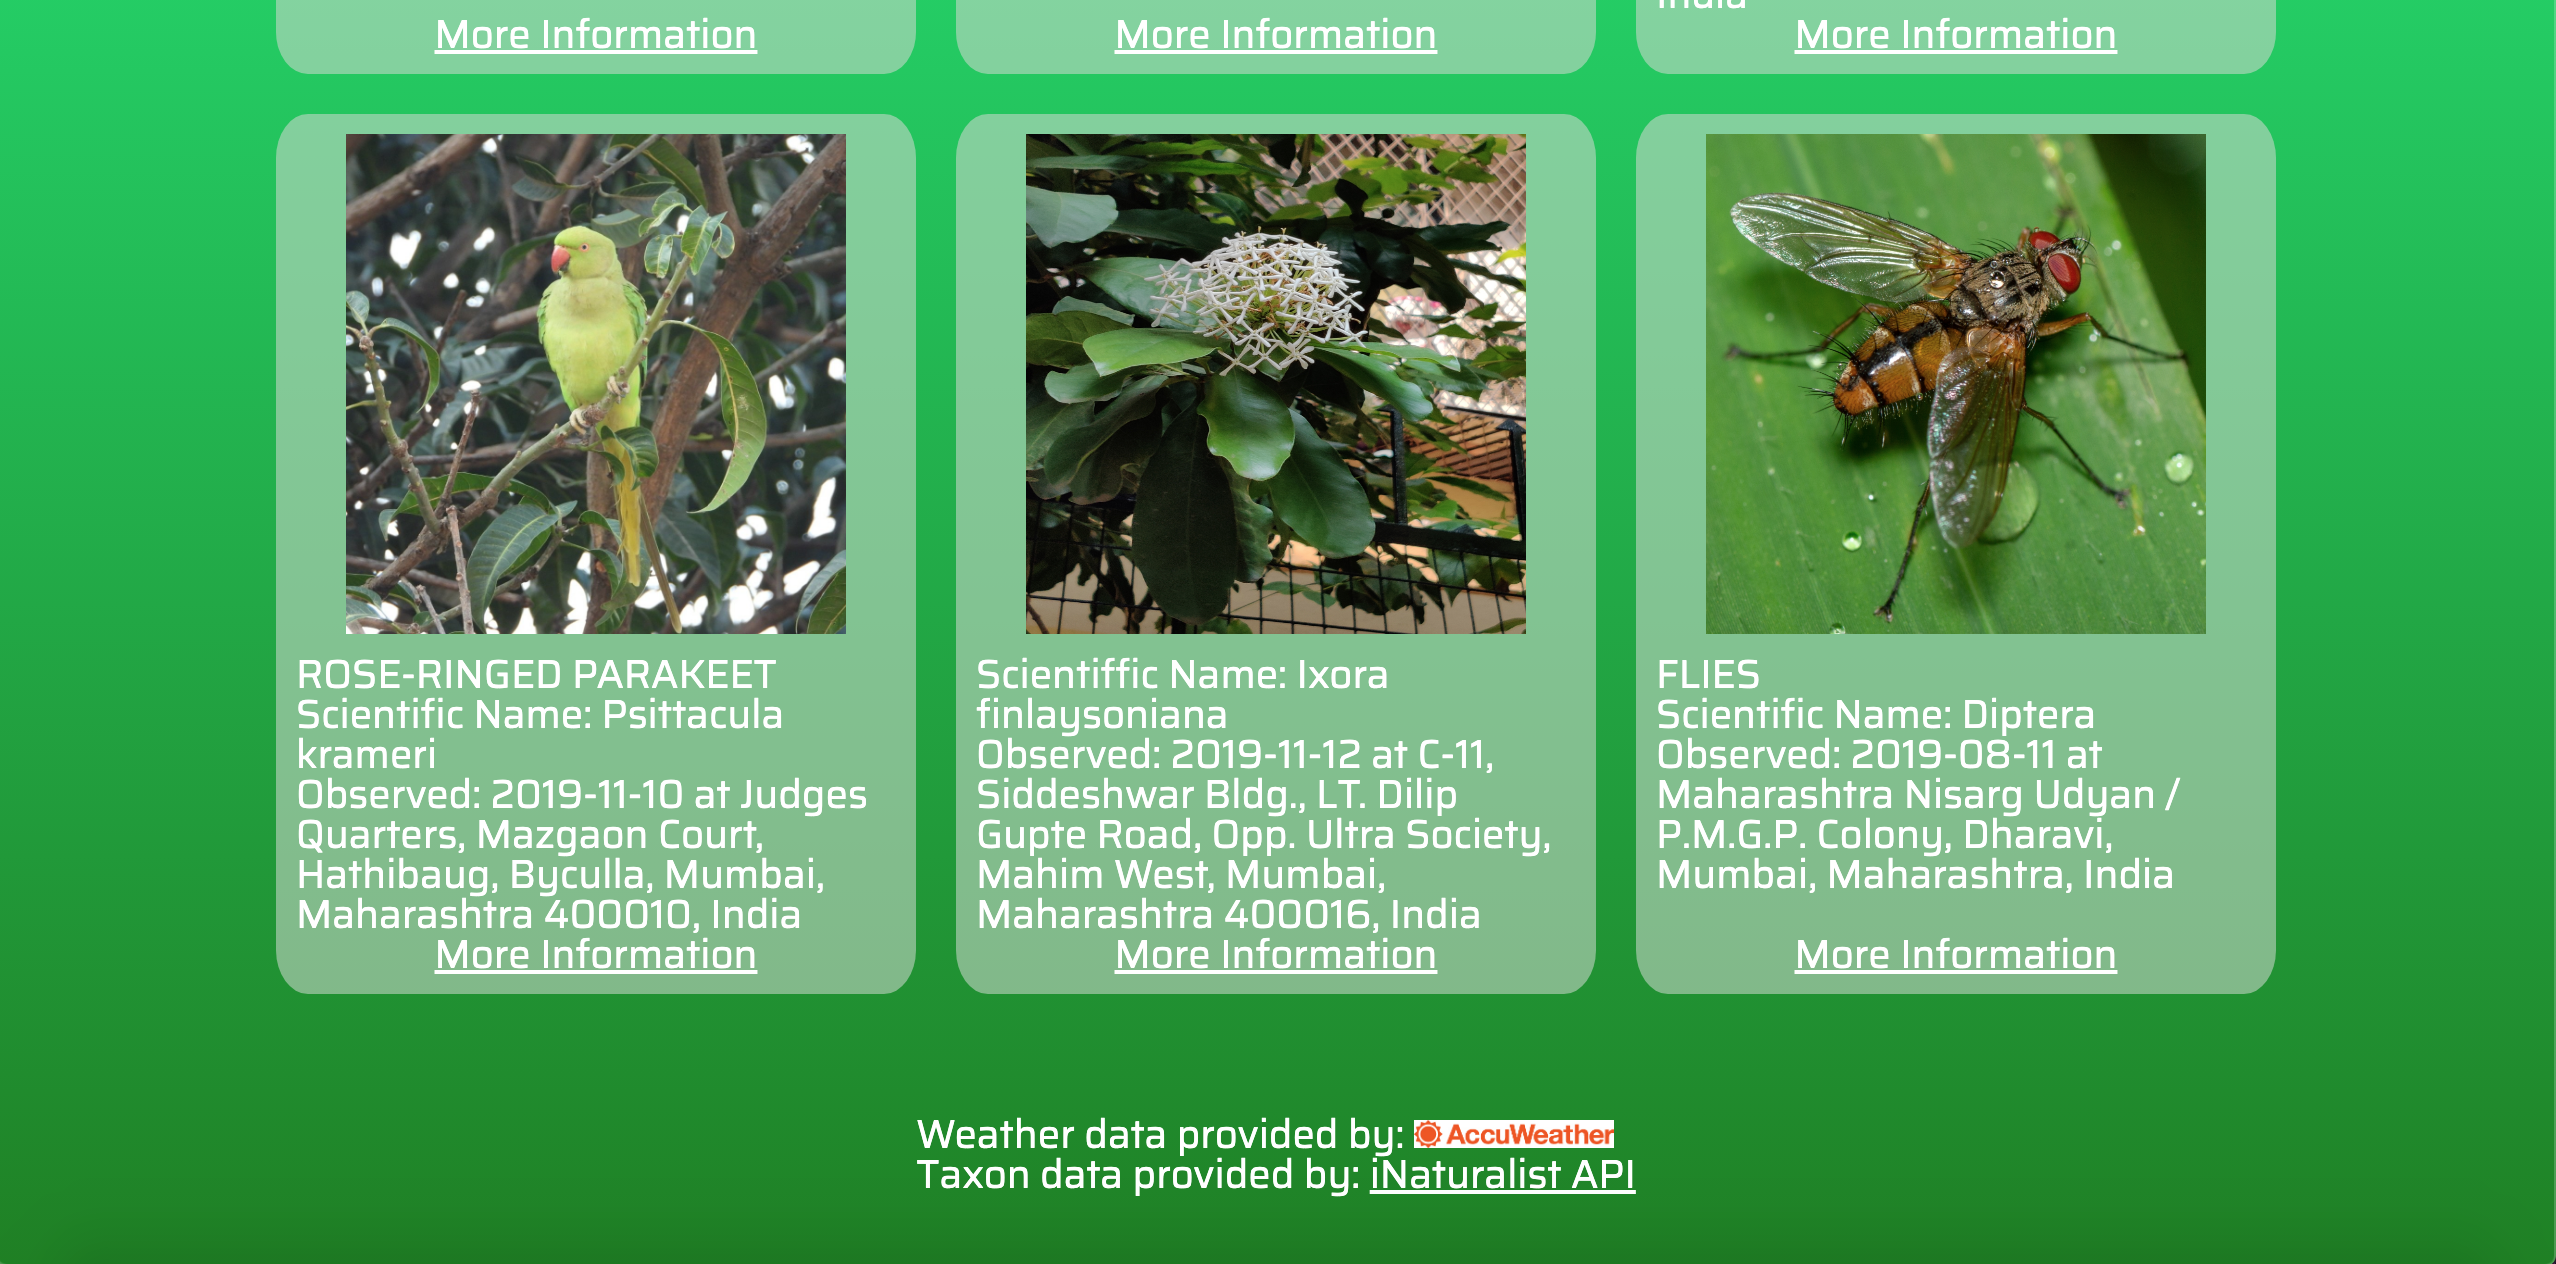 India
More Information
More Information
More Information
ROSE-RINGED PARAKEET
Scientific Name: Psittacula
krameri
Observed: 2019-11-10 at Judges
Quarters, Mazgaon Court,
Hathibaug, Byculla, Mumbai,
Maharashtra 400010, India
More Information
Scientiffic Name: Ixora
finlaysoniana
Observed: 2019-11-12 at C-11,
Siddeshwar Bldg., LT. Dilip
Gupte Road, Opp. Ultra Society,
Mahim West, Mumbai,
Maharashtra 400016, India
More Information
FLIES
Scientific Name: Diptera
Observed: 2019-08-11 at
Maharashtra Nisarg Udyan /
P.M.G.P. Colony, Dharavi,
Mumbai, Maharashtra, India
More Information
Weather data provided by: AccuWeather
Taxon data provided by: iNaturalist API